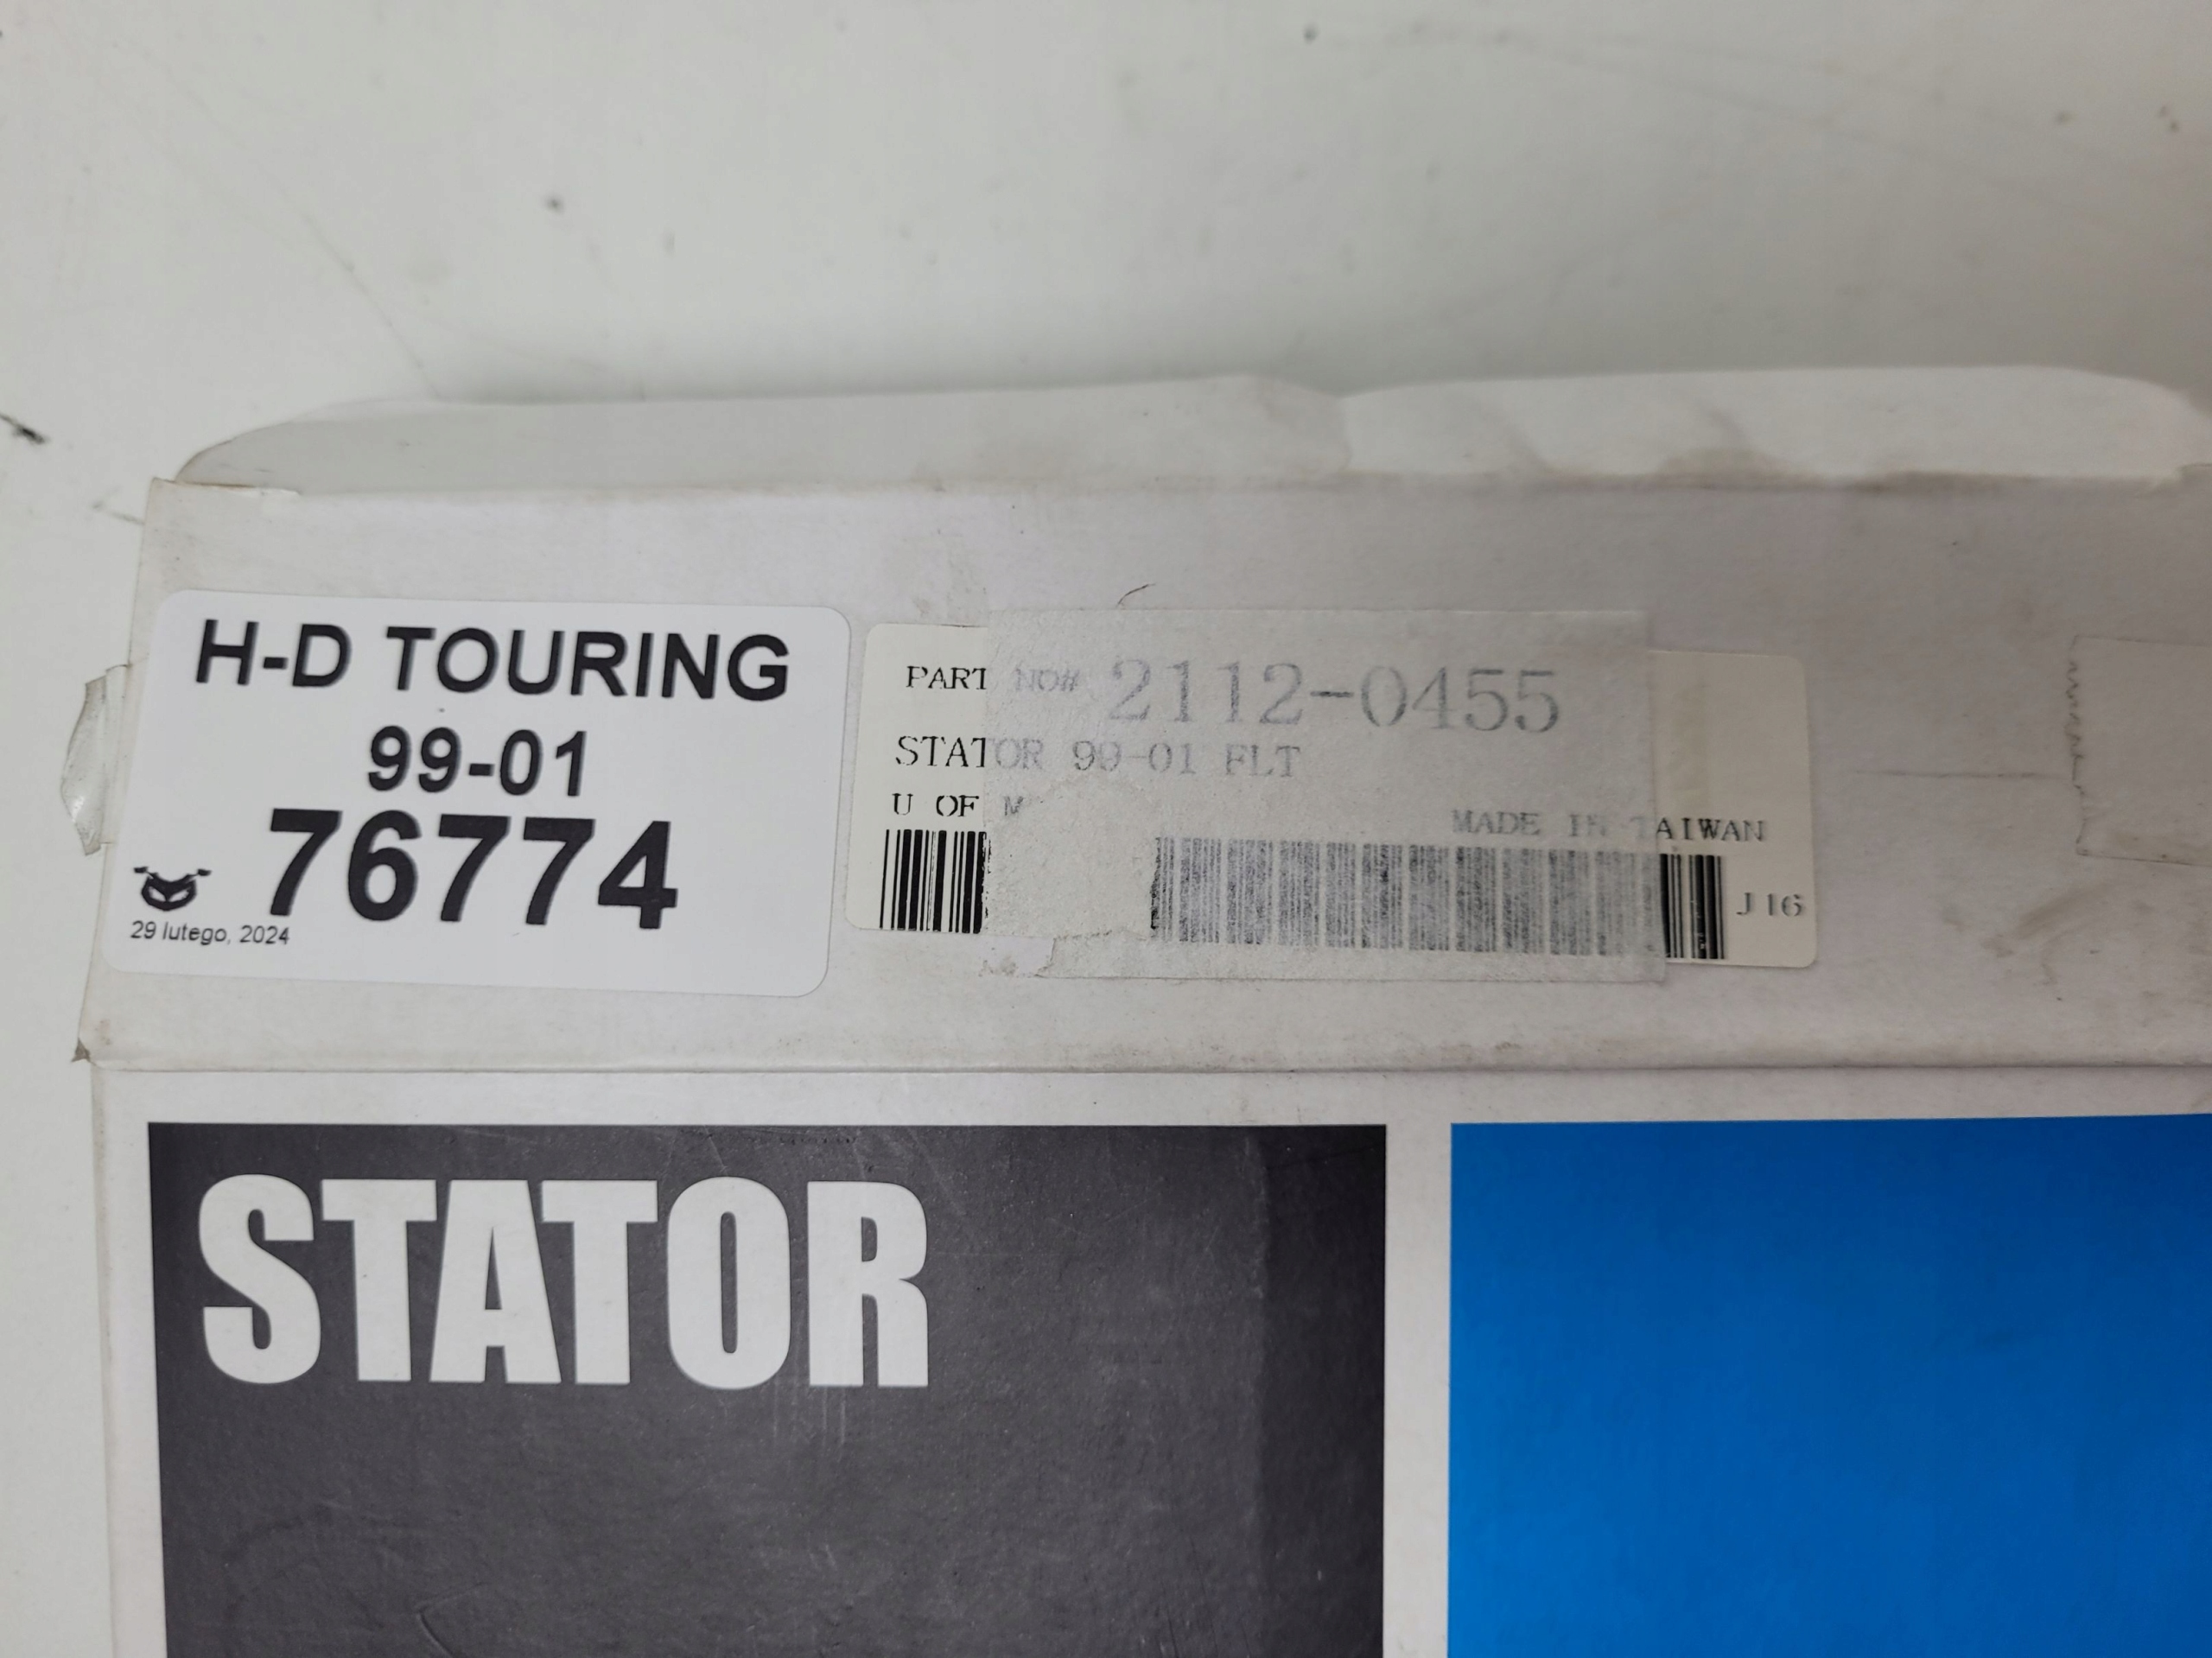 H-D TOURING
99-01
76774
29 lutego, 2024
PART NO# 2112-0455
STATOR 99-01 FLT
U OF M
MADE IN TAIWAN
J16
STATOR